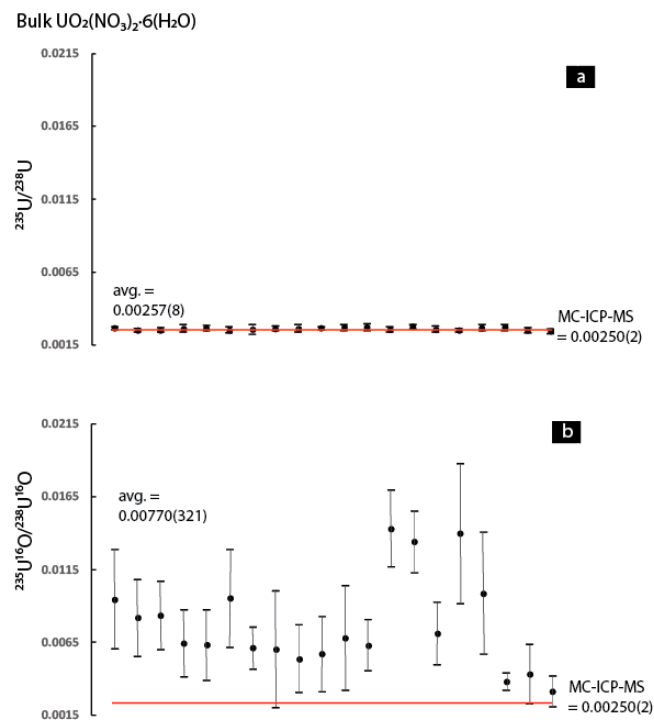 Bulk UO₂(NO₃)₂·6(H₂O)
a
0.0215
0.0165
0.0115
0.0065
0.0015
²³⁵U/²³⁸U
avg. =
0.00257(8)
MC-ICP-MS
= 0.00250(2)
b
0.0215
0.0165
0.0115
0.0065
0.0015
²³⁵U¹⁶O/²³⁸U¹⁶O
avg. =
0.00770(321)
MC-ICP-MS
= 0.00250(2)